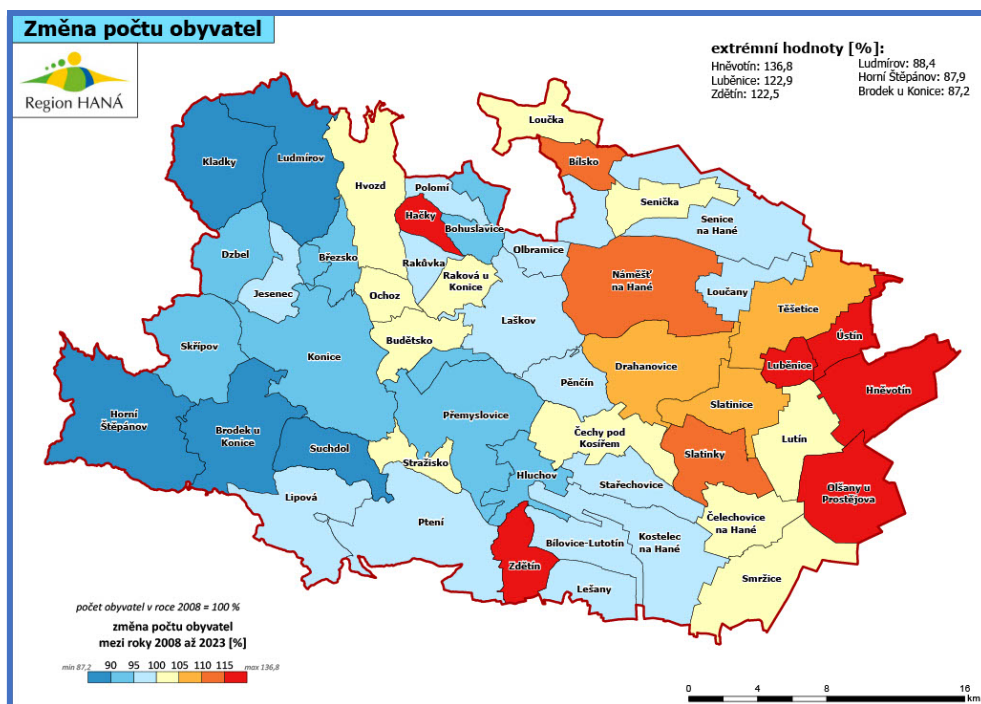 Změna počtu obyvatel
Region HANÁ
extrémní hodnoty [%]:
Hněvotín: 136,8
Luběnice: 122,9
Zdětín: 122,5
Ludmírov: 88,4
Horní Štěpánov: 87,9
Brodek u Konice: 87,2
Loučka
Bílsko
Kladky
Ludmírov
Hvozd
Polomí
Senička
Hačky
Bohuslavice
Senice
na Hané
Dzbel
Březsko
Olbramice
Rakůvka
Raková u
Konice
Náměšť
na Hané
Jesenec
Ochoz
Loučany
Těšetice
Laškov
Skřípov
Konice
Budětsko
Ústín
Drahanovice
Luběnice
Pěnčín
Hněvotín
Slatinice
Horní
Štěpánov
Brodek u
Konice
Přemyslovice
Čechy pod
Kosířem
Lutín
Suchdol
Stražisko
Slatinky
Hluchov
Stařechovice
Olšany u
Prostějova
Lipová
Ptení
Čelechovice
na Hané
Bílovice-Lutotín
Kostelec
na Hané
Zdětín
Smržice
Lešany
počet obyvatel v roce 2008 = 100 %
změna počtu obyvatel
mezi roky 2008 až 2023 [%]
min 87,2 90 95 100 105 110 115 max 136,8
0 4 8 16
km